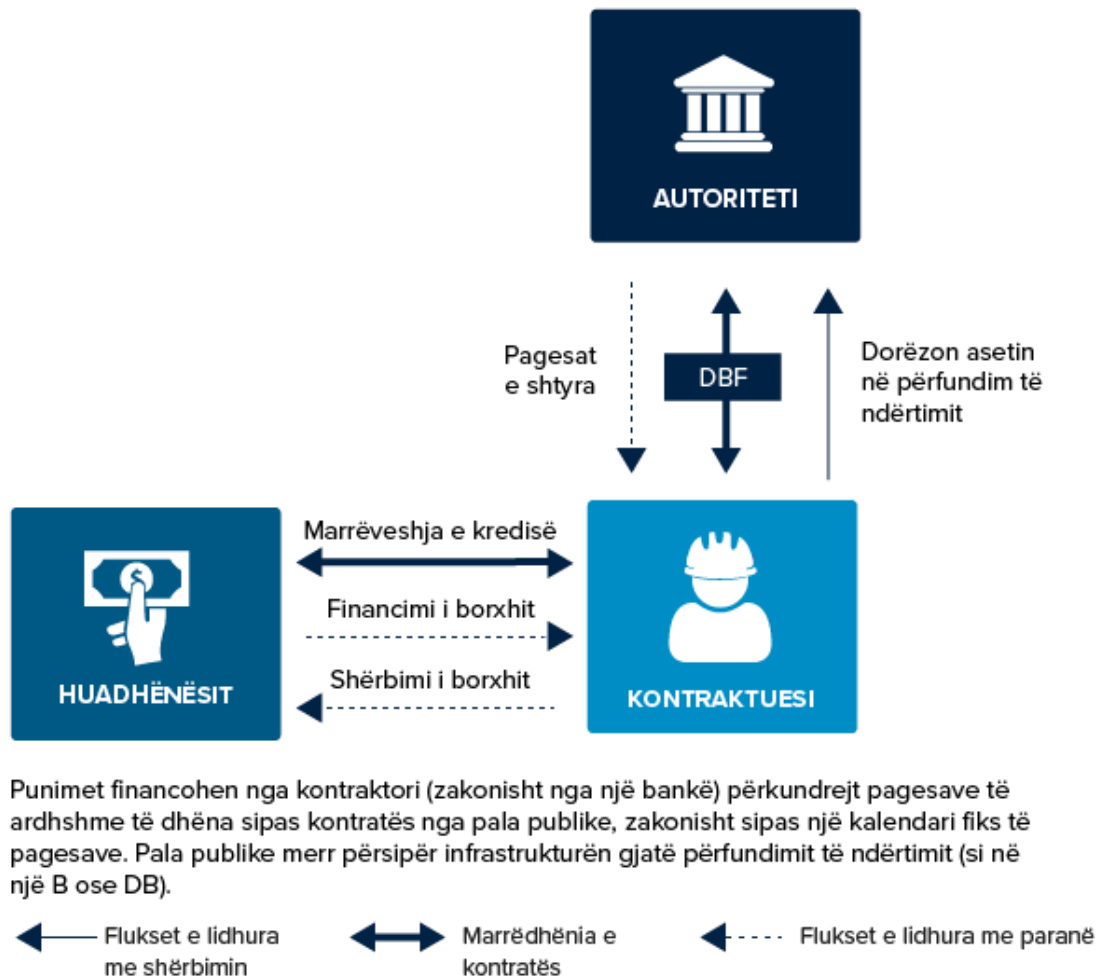 AUTORITETI
Pagesat
e shtyra
DBF
Dorëzon asetin
në përfundim të
ndërtimit
Marrëveshja e kredisë
Financimi i borxhit
Shërbimi i borxhit
HUADHËNËSIT
KONTRAKTUESI
Punimet financohen nga kontraktori (zakonisht nga një bankë) përkundrejt pagesave të
ardhshme të dhëna sipas kontratës nga pala publike, zakonisht sipas një kalendari fiks të
pagesave. Pala publike merr përsipër infrastrukturën gjatë përfundimit të ndërtimit (si në
një B ose DB).
Flukset e lidhura
me shërbimin
Marrëdhënia e
kontratës
Flukset e lidhura me paranë